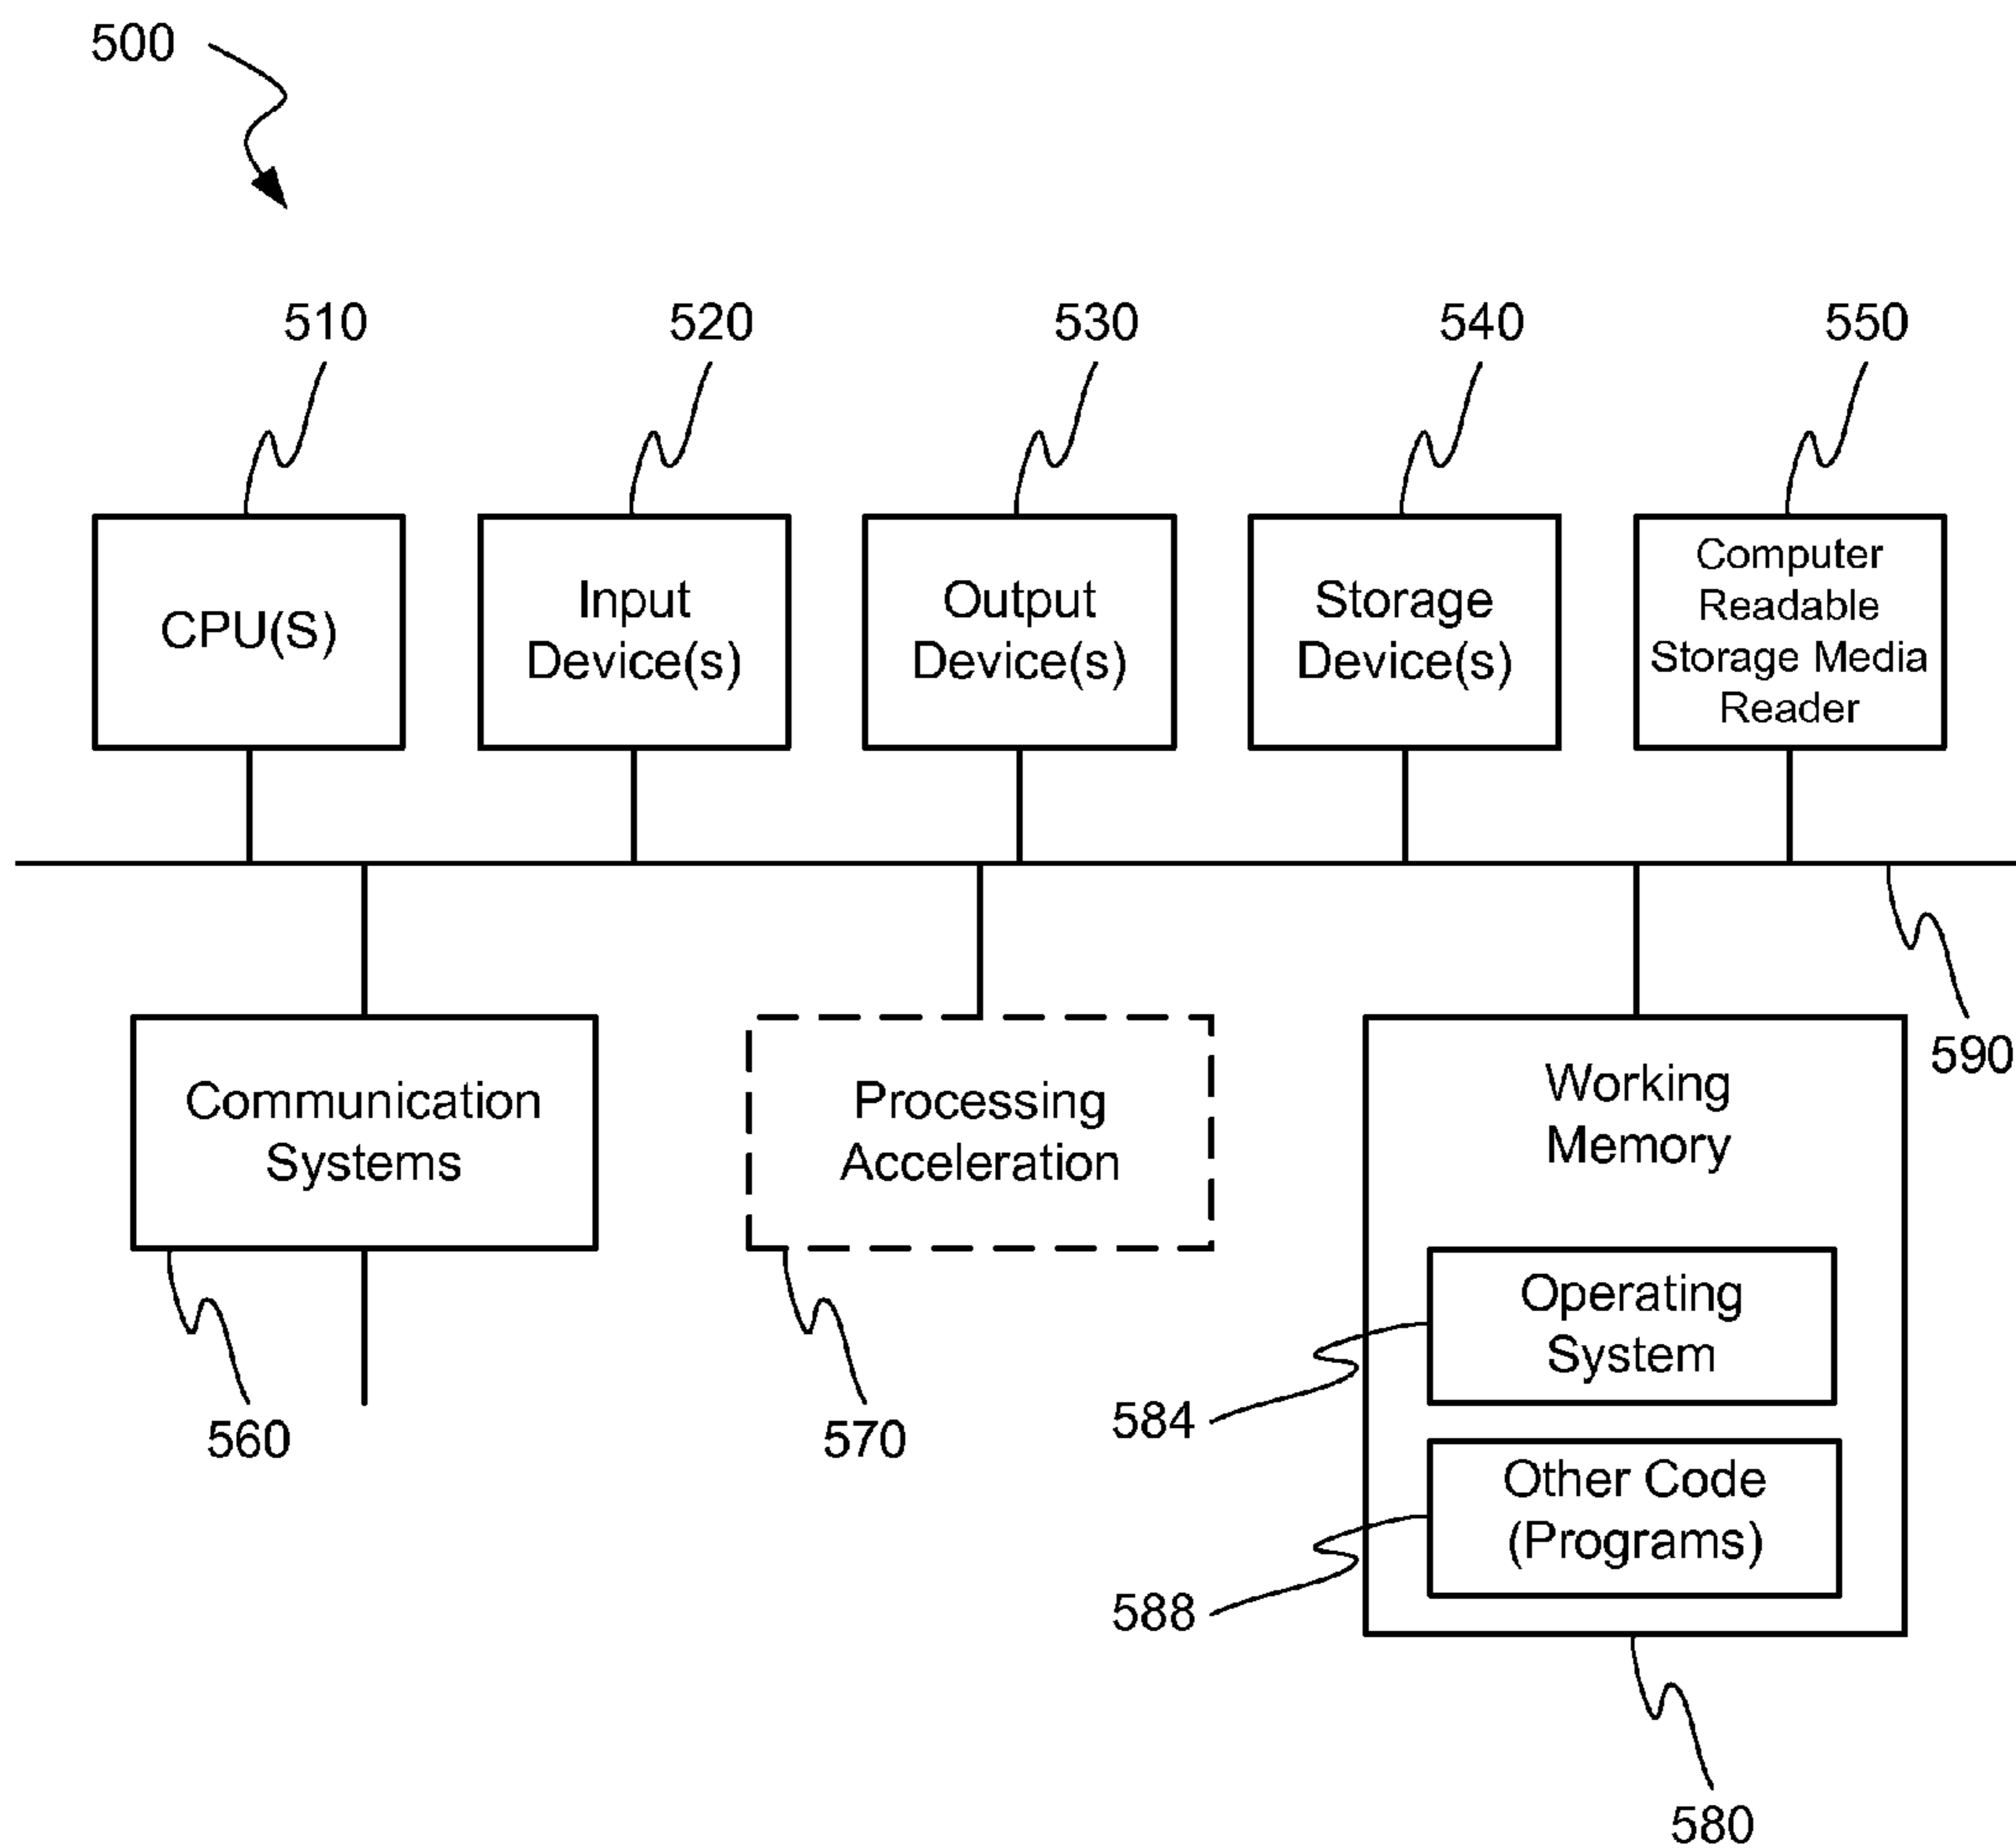 500
510
520
530
540
550
CPU(S)
Input
Device(s)
Output
Device(s)
Storage
Device(s)
Computer
Readable
Storage Media
Reader
590
Communication
Systems
560
Processing
Acceleration
570
Working
Memory
Operating
System
584
Other Code
(Programs)
588
580